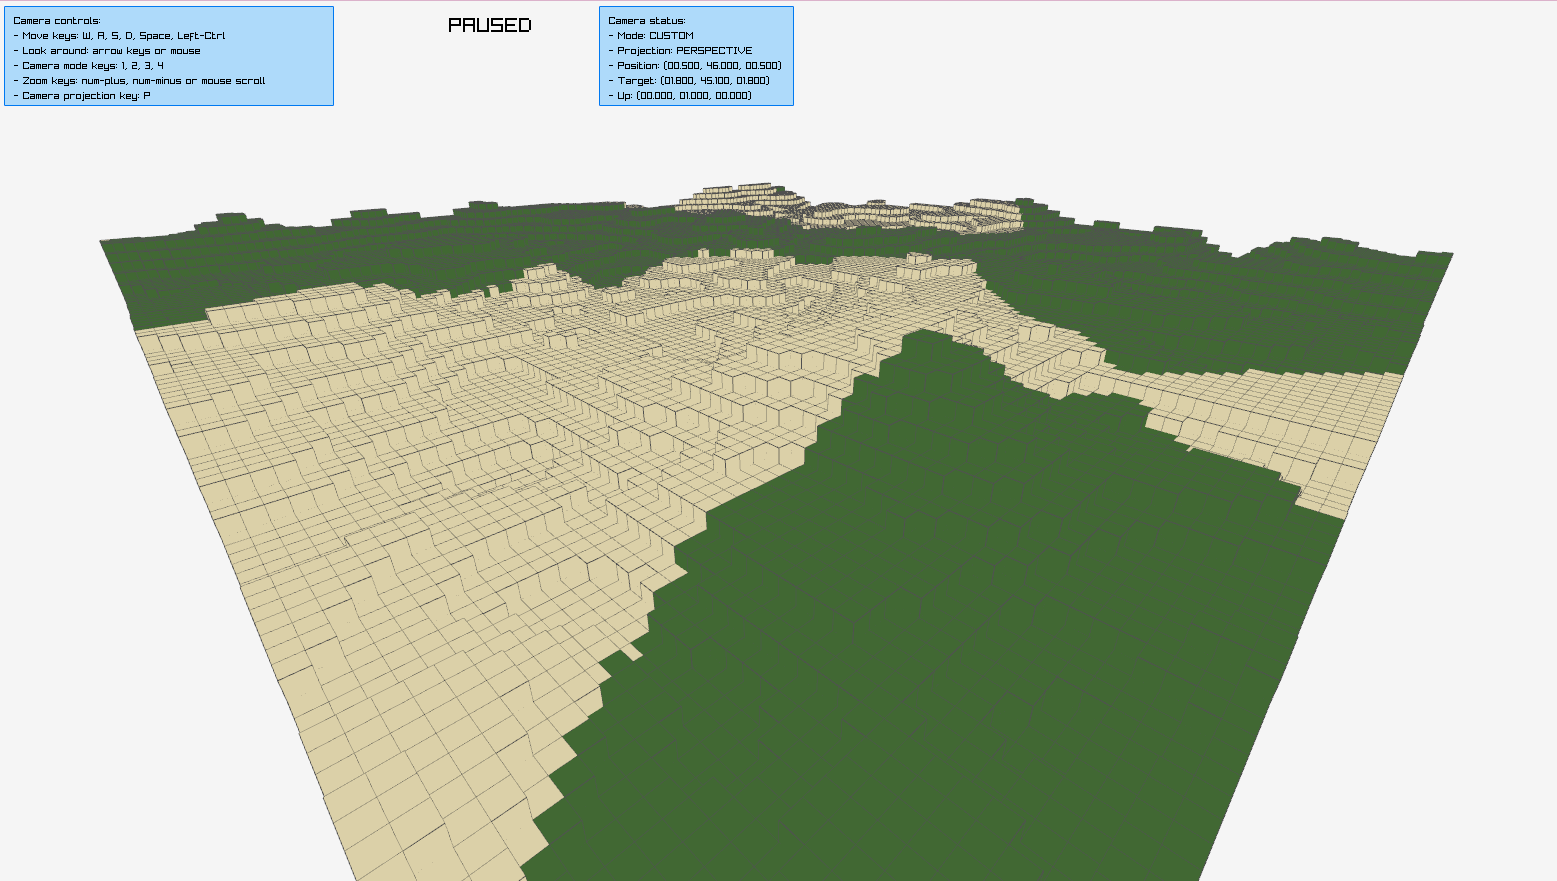 Camera controls:
- Move keys: W, A, S, D, Space, Left-Ctrl
- Look around: arrow keys or mouse
- Camera mode keys: 1, 2, 3, 4
- Zoom keys: num-plus, num-minus or mouse scroll
- Camera projection key: P
PAUSED
Camera status:
- Mode: CUSTOM
- Projection: PERSPECTIVE
- Position: (00.500, 46.000, 00.500)
- Target: (01.800, 45.100, 01.800)
- Up: (00.000, 01.000, 00.000)